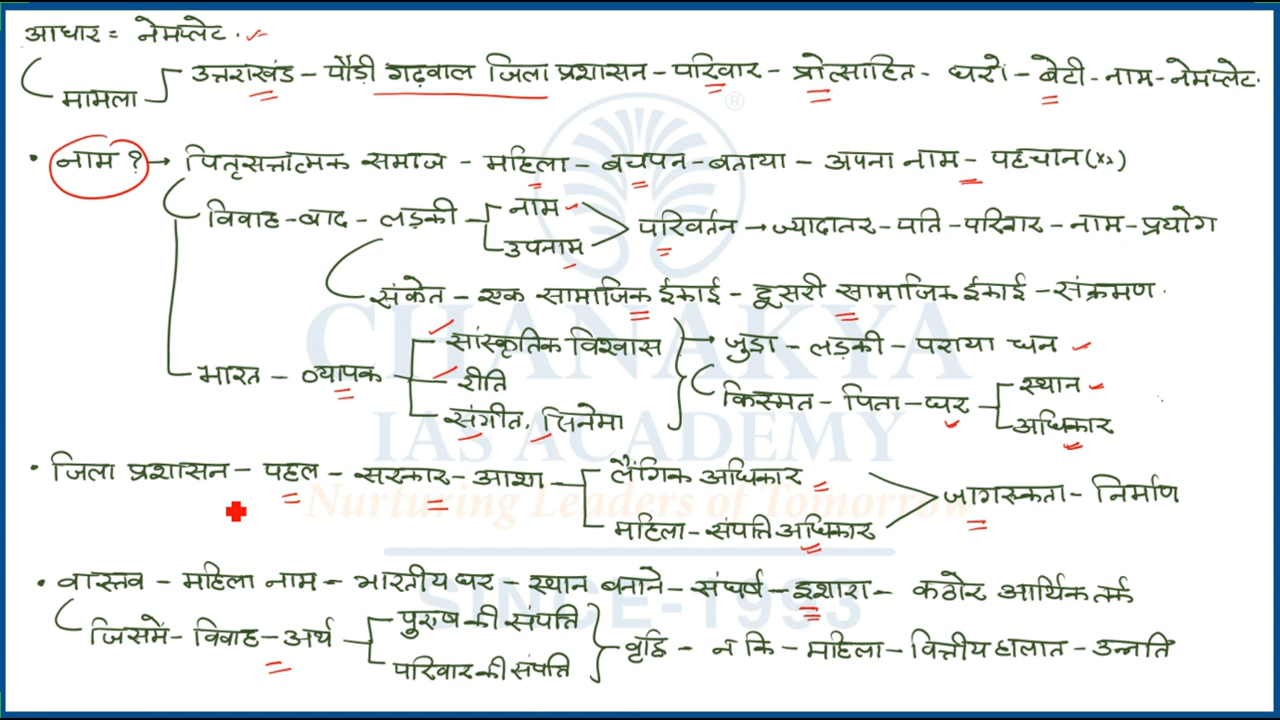 आधार = नेमप्लेट.
मामला
उत्तराखंड - पौड़ी गढ़वाल जिला प्रशासन - परिवार - प्रोत्साहित - घरों - बेटी - नाम - नेमप्लेट.
• नाम ? → पितृसत्तात्मक समाज - महिला - बचपन - बताया - अपना नाम - पहचान (xx)
विवाह - बाद - लड़की
नाम
उपनाम
परिवर्तन → ज्यादातर - पति - परिवार - नाम - प्रयोग
संकेत - एक सामाजिक ईकाई - दूसरी सामाजिक ईकाई - संक्रमण.
भारत - व्यापक
सांस्कृतिक विश्वास
रीति
संगीत, सिनेमा
जुड़ा - लड़की - पराया धन
किस्मत - पिता - घर
स्थान
अधिकार
• जिला प्रशासन - पहल - सरकार - आशा
लैंगिक अधिकार
महिला - संपत्ति अधिकार
जागरुकता - निर्माण
• वास्तव - महिला नाम - भारतीय घर - स्थान बनाने - संघर्ष - इशारा - कठोर आर्थिक तर्क
जिसमें - विवाह - अर्थ
पुरुष की संपत्ति
परिवार की संपत्ति
वृद्धि - न कि - महिला - वित्तीय हालात - उन्नति
CHANAKYA
IAS ACADEMY
Nurturing Leaders of Tomorrow
SINCE-1993
®